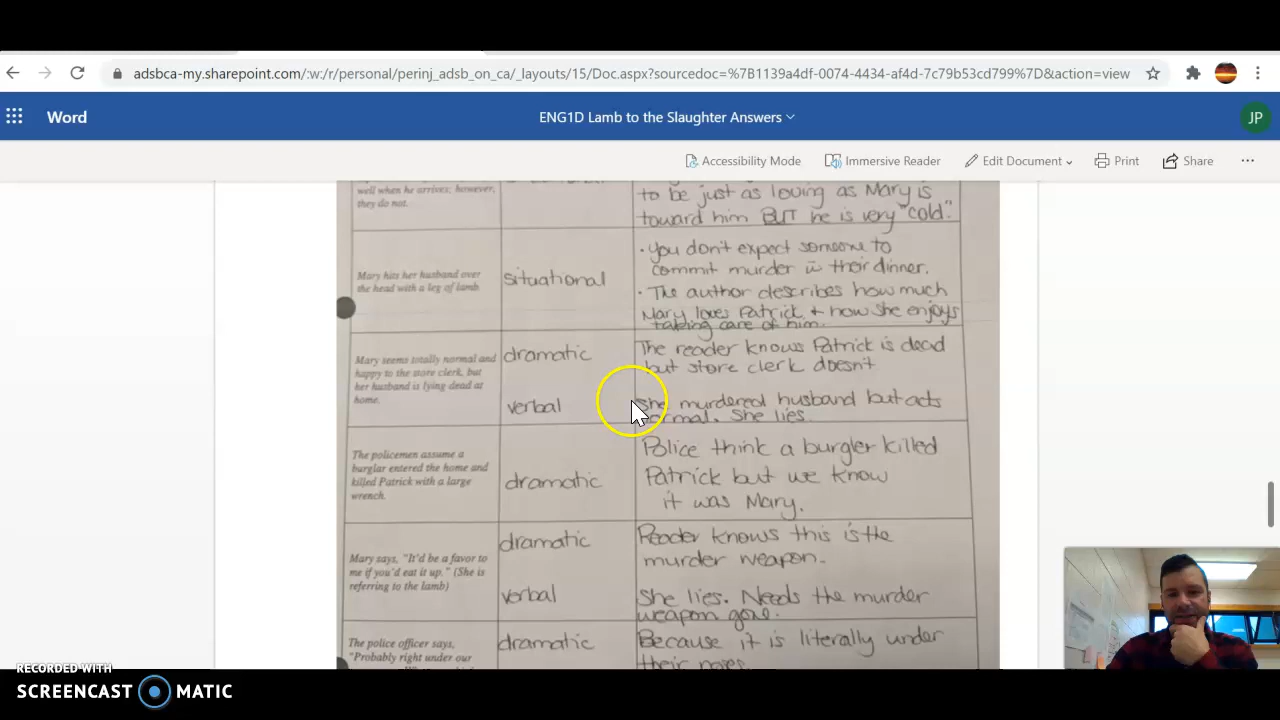 adsbca-my.sharepoint.com/:w:/r/personal/perinj_adsb_on_ca/_layouts/15/Doc.aspx?sourcedoc=%7B1139a4df-0074-4434-af4d-7c79b53cd799%7D&action=view
Word
ENG1D Lamb to the Slaughter Answers
JP
Accessibility Mode
Immersive Reader
Edit Document
Print
Share
well when he arrives; however,
they do not.
to be just as loving as Mary is
toward him BUT he is very "cold".
Mary hits her husband over
the head with a leg of lamb.
situational
· You don't expect someone to
commit murder w their dinner.
· The author describes how much
Mary loves Patrick + how she enjoys
taking care of him.
Mary seems totally normal and
happy to the store clerk, but
her husband is lying dead at
home.
dramatic
The reader knows Patrick is dead
but store clerk doesn't
verbal
She murdered husband but acts
normal. She lies.
The policemen assume a
burglar entered the home and
killed Patrick with a large
wrench.
dramatic
Police think a burgler killed
Patrick but we know
it was Mary.
Mary says, "It'd be a favor to
me if you'd eat it up." (She is
referring to the lamb)
dramatic
Reader knows this is the
murder weapon.
verbal
She lies. Needs the murder
weapon gone.
The police officer says,
"Probably right under our
dramatic
Because it is literally under
their noses.
RECORDED WITH
SCREENCAST MATIC